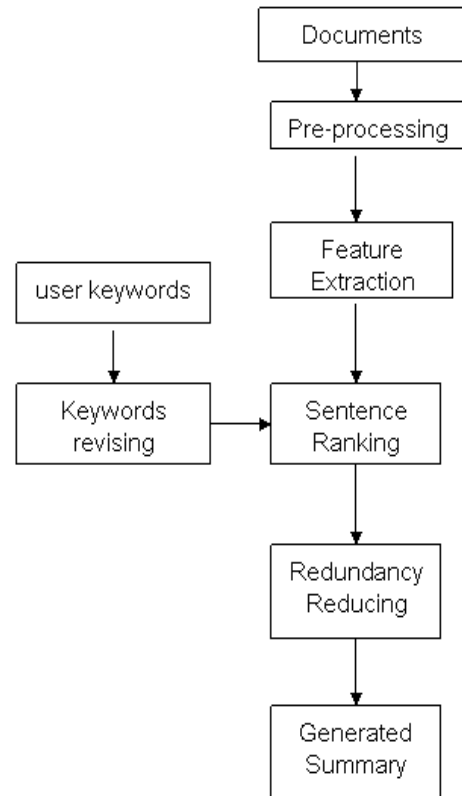 Documents
Pre-processing
Feature
Extraction
user keywords
Keywords
revising
Sentence
Ranking
Redundancy
Reducing
Generated
Summary